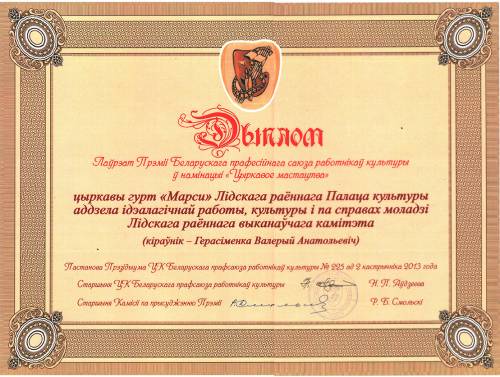 Дыплом
Лаўрэат Прэміі Беларускага прафесійнага саюза работнікаў культуры
ў намінацыі «Цыркавое мастацтва»
цыркавы гурт «Марси» Лідскага раённага Палаца культуры
аддзела ідэалагічнай работы, культуры і па справах моладзі
Лідскага раённага выканаўчага камітэта
(кіраўнік – Герасіменка Валерый Анатольевіч)
Пастанова Прэзідыума ЦК Беларускага прафсаюза работнікаў культуры № 225 ад 2 кастрычніка 2013 года
Старшыня ЦК Беларускага прафсаюза работнікаў культуры Н. П. Аўдзеева
Старшыня Камісіі па прысуджэнню Прэміі Р. Б. Смольскі